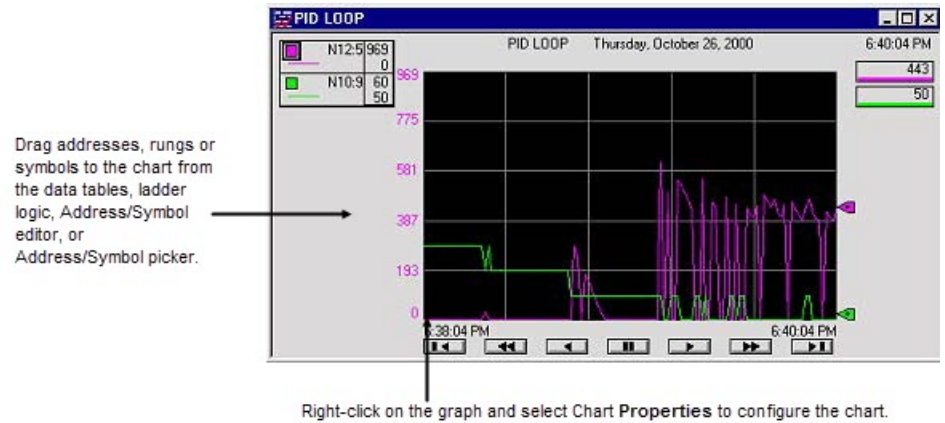 PID LOOP
PID LOOP Thursday, October 26, 2000 6:40:04 PM
N12:5 969
0
N10:9 60
50
443
50
969
775
581
387
193
0
6:38:04 PM 6:40:04 PM
Drag addresses, rungs or
symbols to the chart from
the data tables, ladder
logic, Address/Symbol
editor, or
Address/Symbol picker.
Right-click on the graph and select Chart Properties to configure the chart.